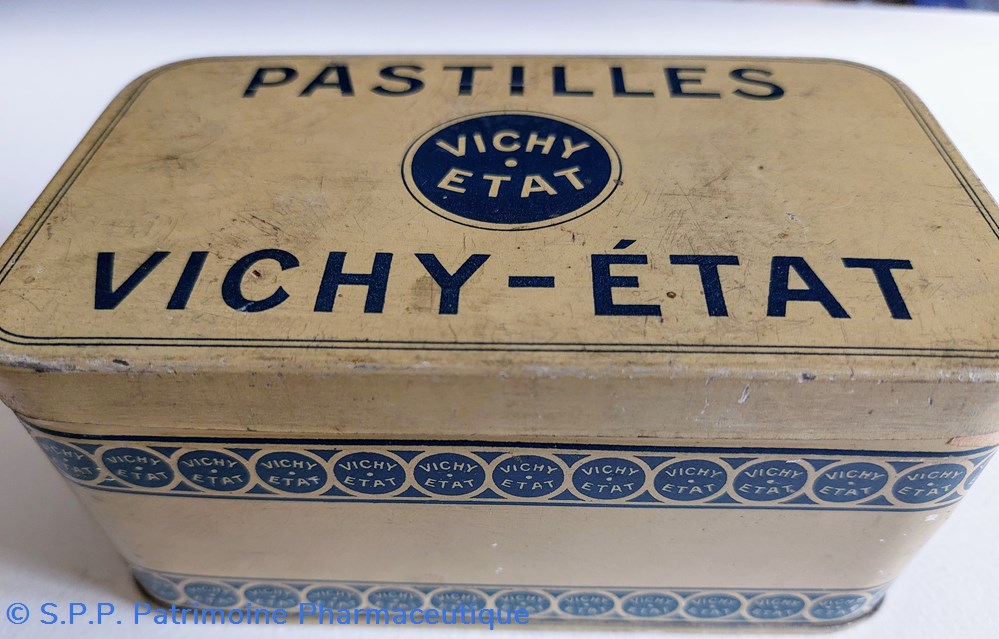 PASTILLES
VICHY
ETAT
VICHY-ÉTAT
VICHY ETAT VICHY ETAT VICHY ETAT VICHY ETAT VICHY ETAT VICHY ETAT VICHY ETAT VICHY ETAT VICHY ETAT VICHY ETAT VICHY ETAT
© S.P.P. Patrimoine Pharmaceutique